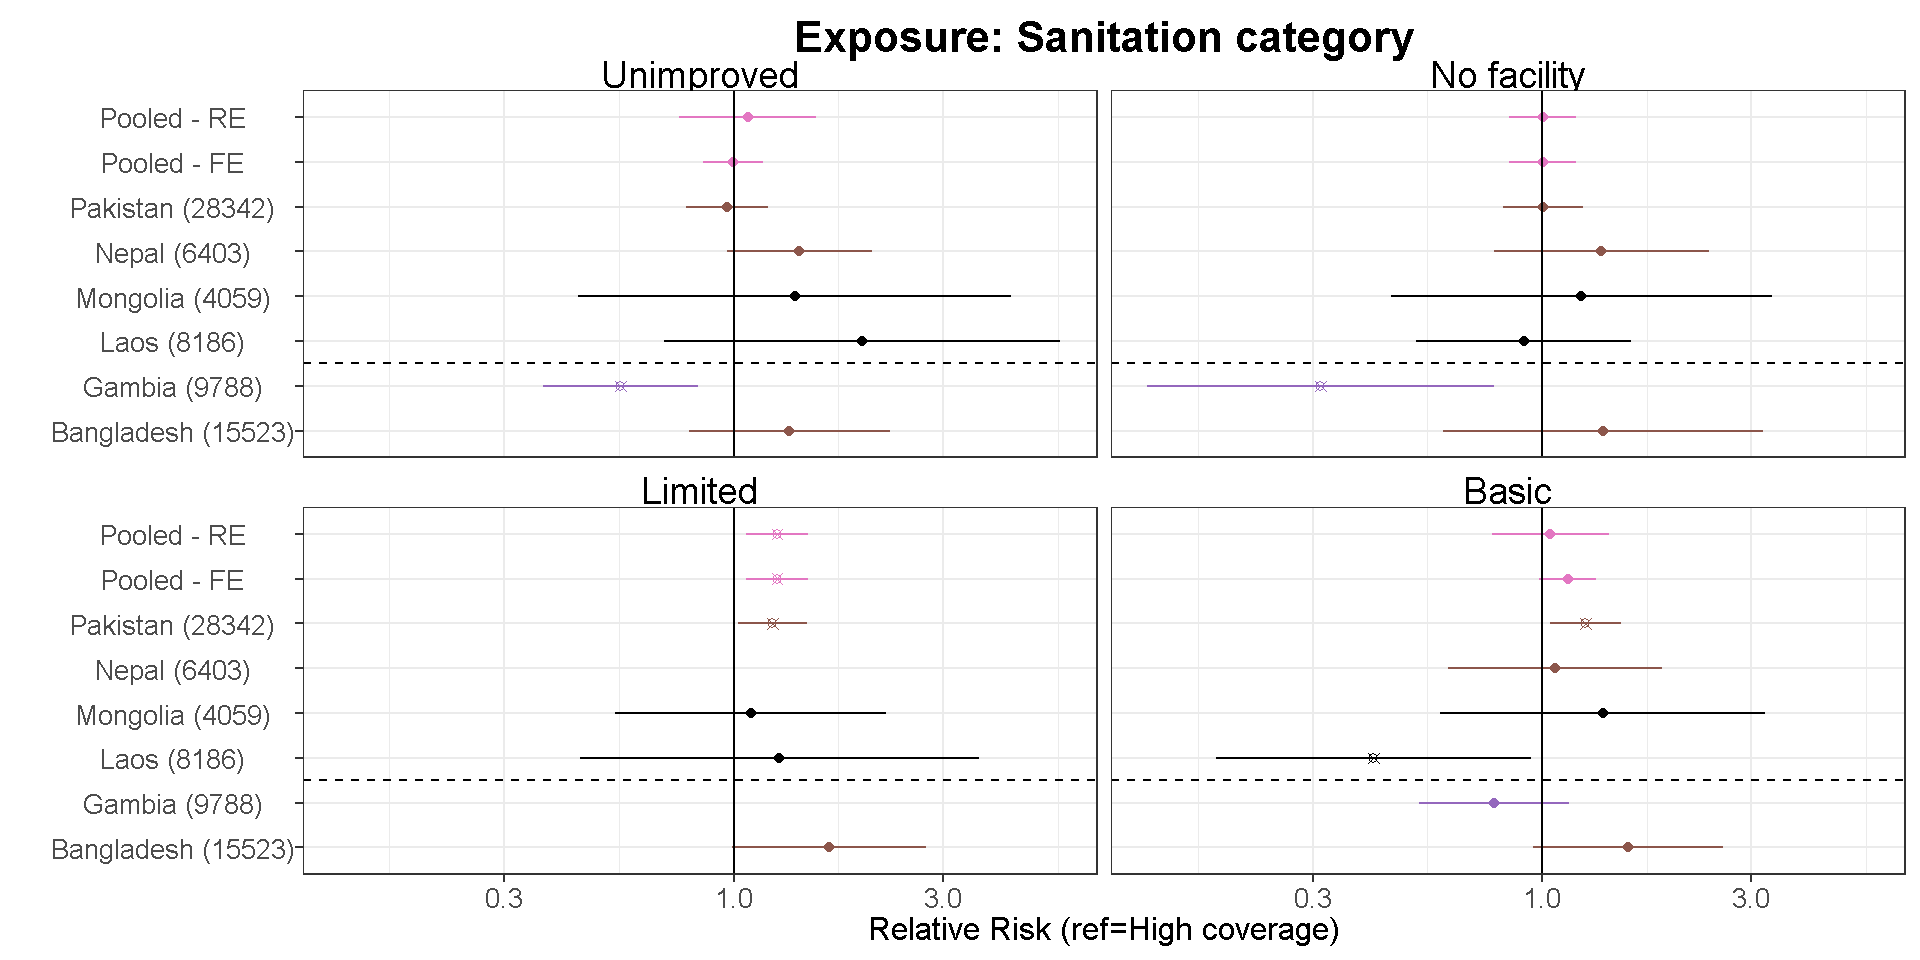 Exposure: Sanitation category
Unimproved
No facility
Pooled - RE
Pooled - FE
Pakistan (28342)
Nepal (6403)
Mongolia (4059)
Laos (8186)
Gambia (9788)
Bangladesh (15523)
Limited
Basic
Pooled - RE
Pooled - FE
Pakistan (28342)
Nepal (6403)
Mongolia (4059)
Laos (8186)
Gambia (9788)
Bangladesh (15523)
0.3 1.0 3.0 0.3 1.0 3.0
Relative Risk (ref=High coverage)